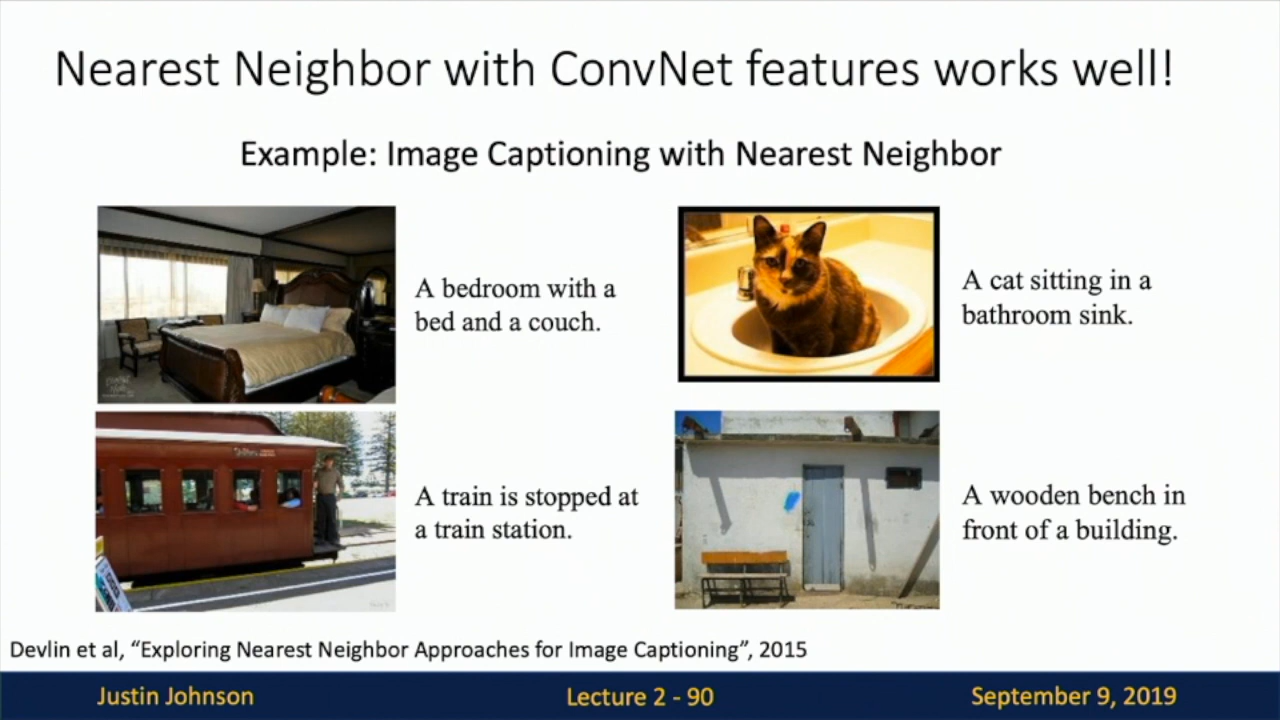 Nearest Neighbor with ConvNet features works well!
Example: Image Captioning with Nearest Neighbor
A bedroom with a
bed and a couch.
A cat sitting in a
bathroom sink.
A train is stopped at
a train station.
A wooden bench in
front of a building.
Devlin et al, “Exploring Nearest Neighbor Approaches for Image Captioning”, 2015
Justin Johnson
Lecture 2 - 90
September 9, 2019